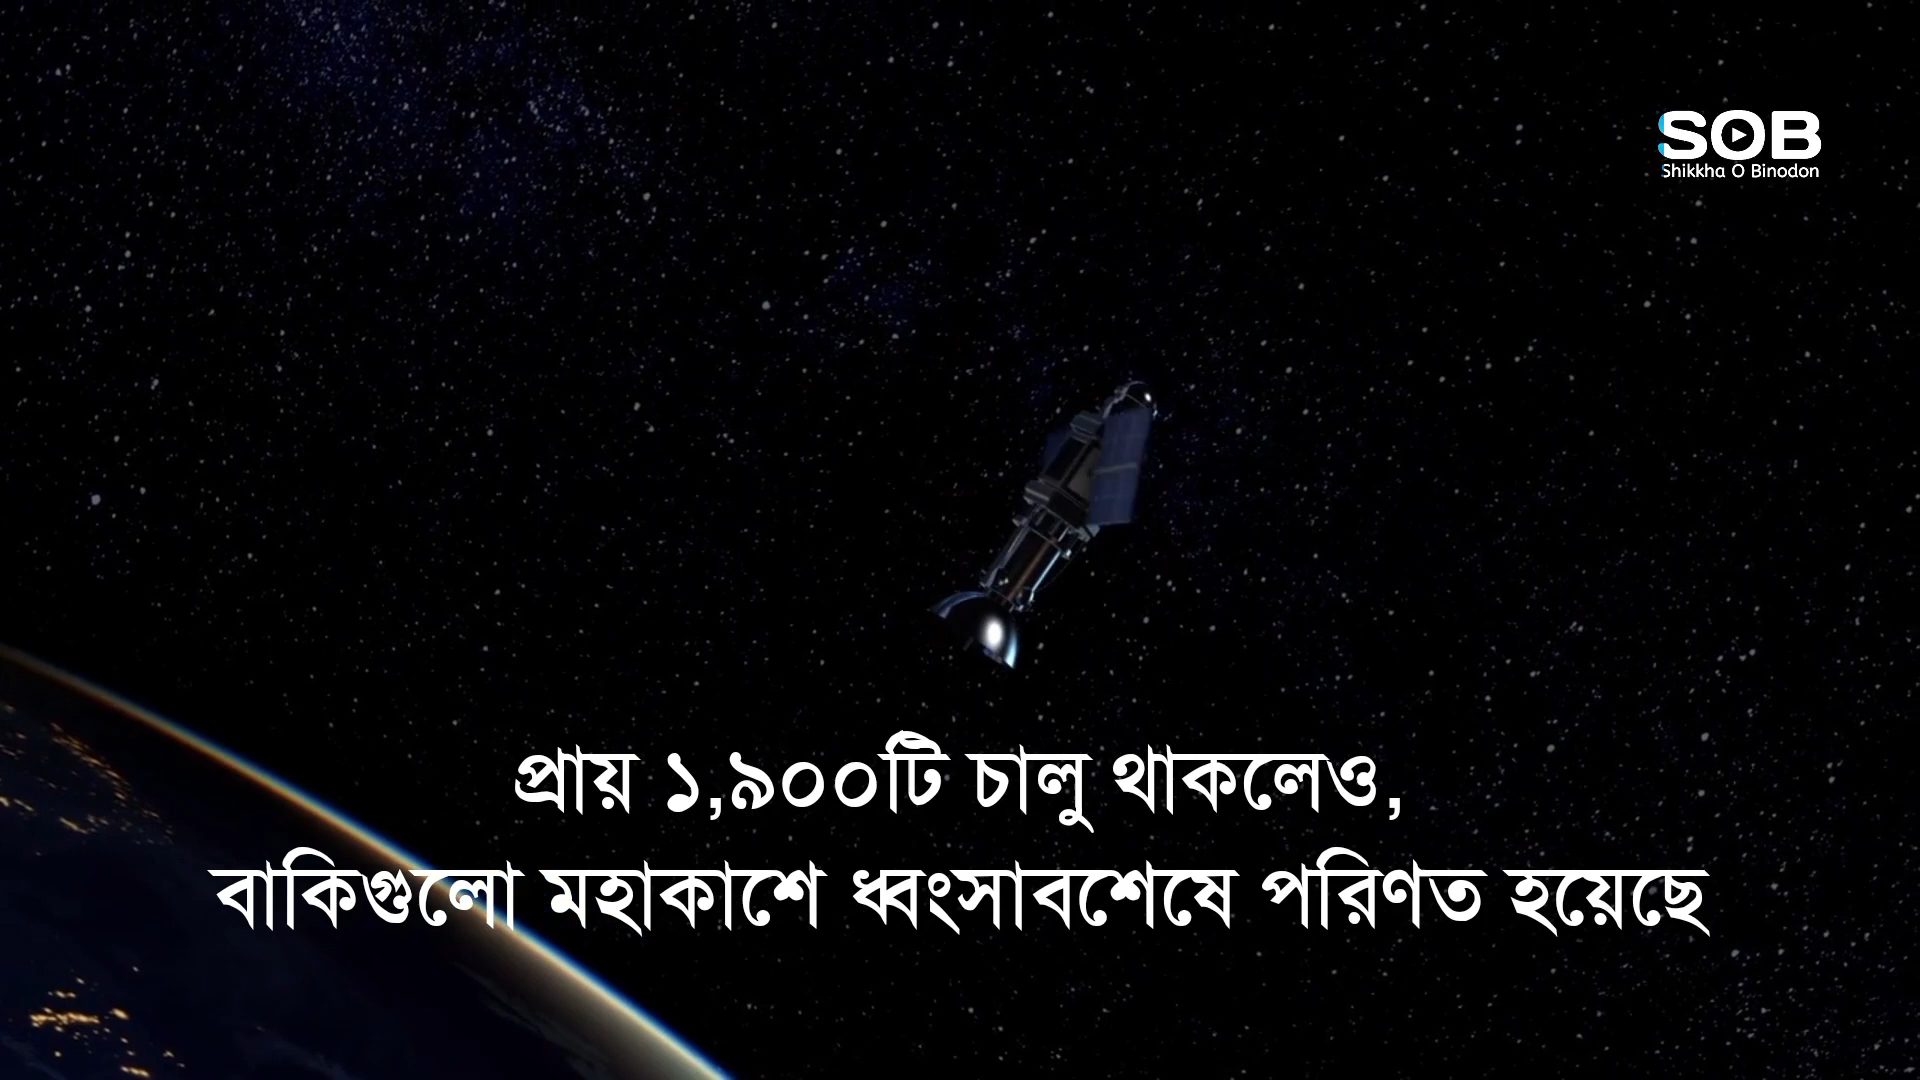 SOB
Shikkha O Binodon
প্রায় ১,৯০০টি চালু থাকলেও,
বাকিগুলো মহাকাশে ধ্বংসাবশেষে পরিণত হয়েছে